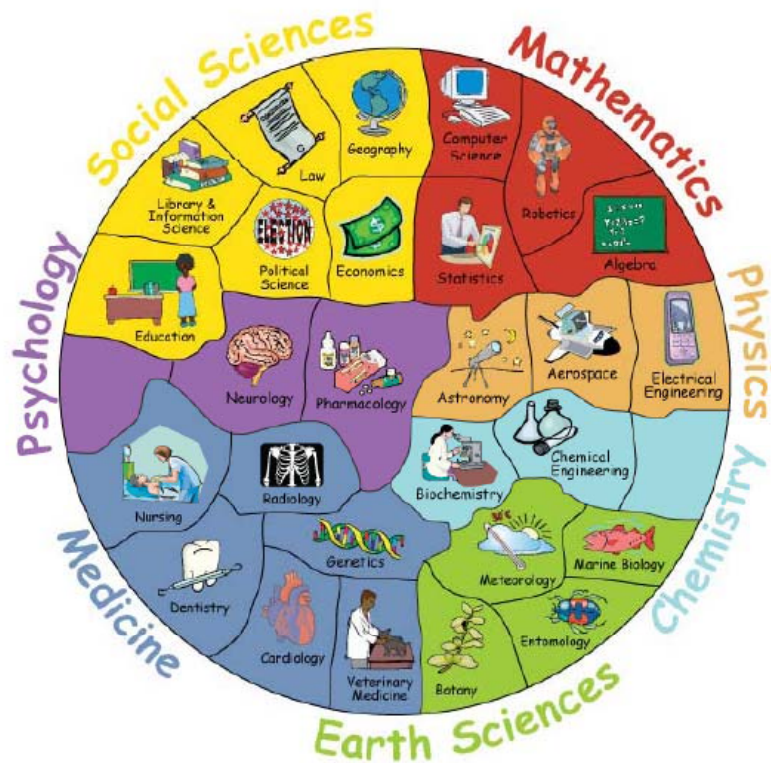 Social Sciences
Mathematics
Computer
Science
Geography
Law
Robotics
Library &
Information
Science
ELECTION
Political
Science
Economics
Statistics
Algebra
Psychology
Physics
Education
Neurology
Pharmacology
Astronomy
Aerospace
Electrical
Engineering
Chemical
Engineering
Biochemistry
Nursing
Radiology
Chemistry
Medicine
Genetics
Meteorology
Marine Biology
Dentistry
Cardiology
Veterinary
Medicine
Botany
Entomology
Earth Sciences